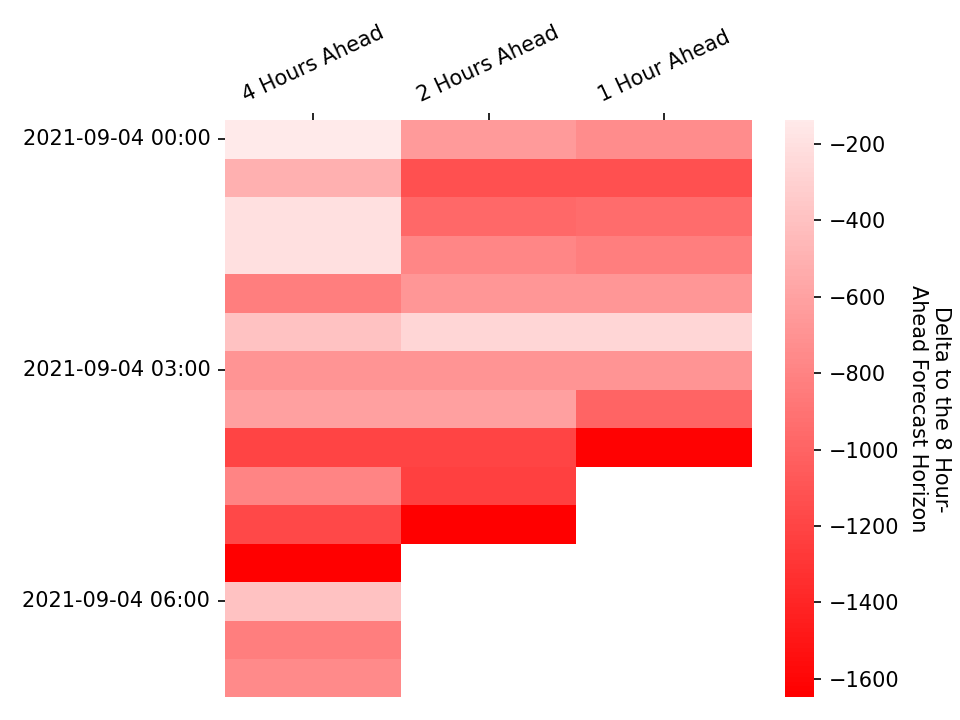 4 Hours Ahead
2 Hours Ahead
1 Hour Ahead
2021-09-04 00:00
2021-09-04 03:00
2021-09-04 06:00
−200
−400
−600
−800
−1000
−1200
−1400
−1600
Delta to the 8 Hour-
Ahead Forecast Horizon